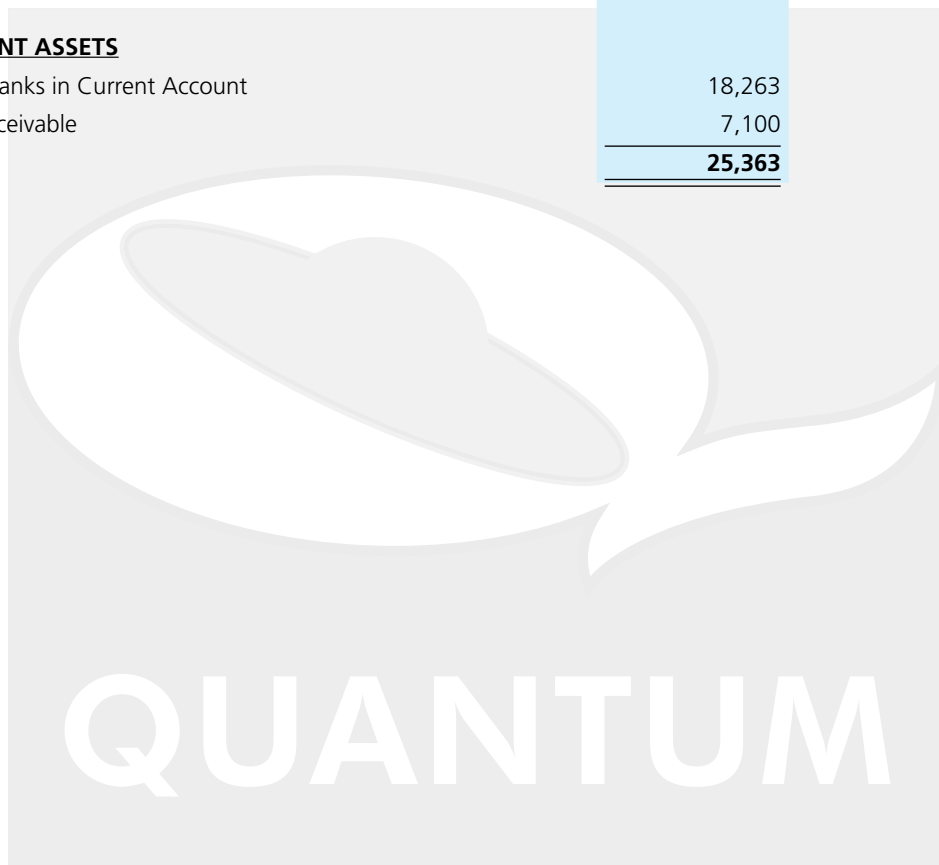 NT ASSETS
anks in Current Account 18,263
ceivable 7,100
25,363
QUANTUM